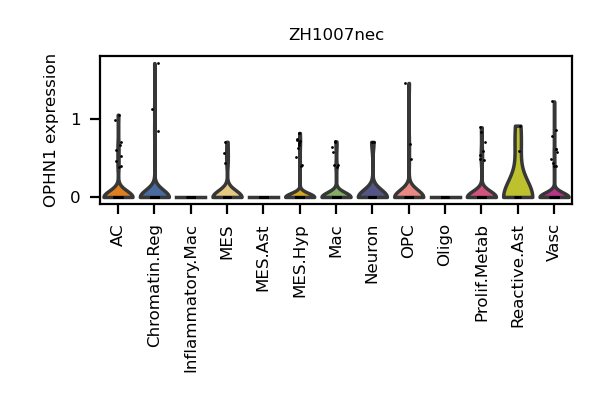 ZH1007nec
OPHN1 expression
1
0
AC
Chromatin.Reg
Inflammatory.Mac
MES
MES.Ast
MES.Hyp
Mac
Neuron
OPC
Oligo
Prolif.Metab
Reactive.Ast
Vasc